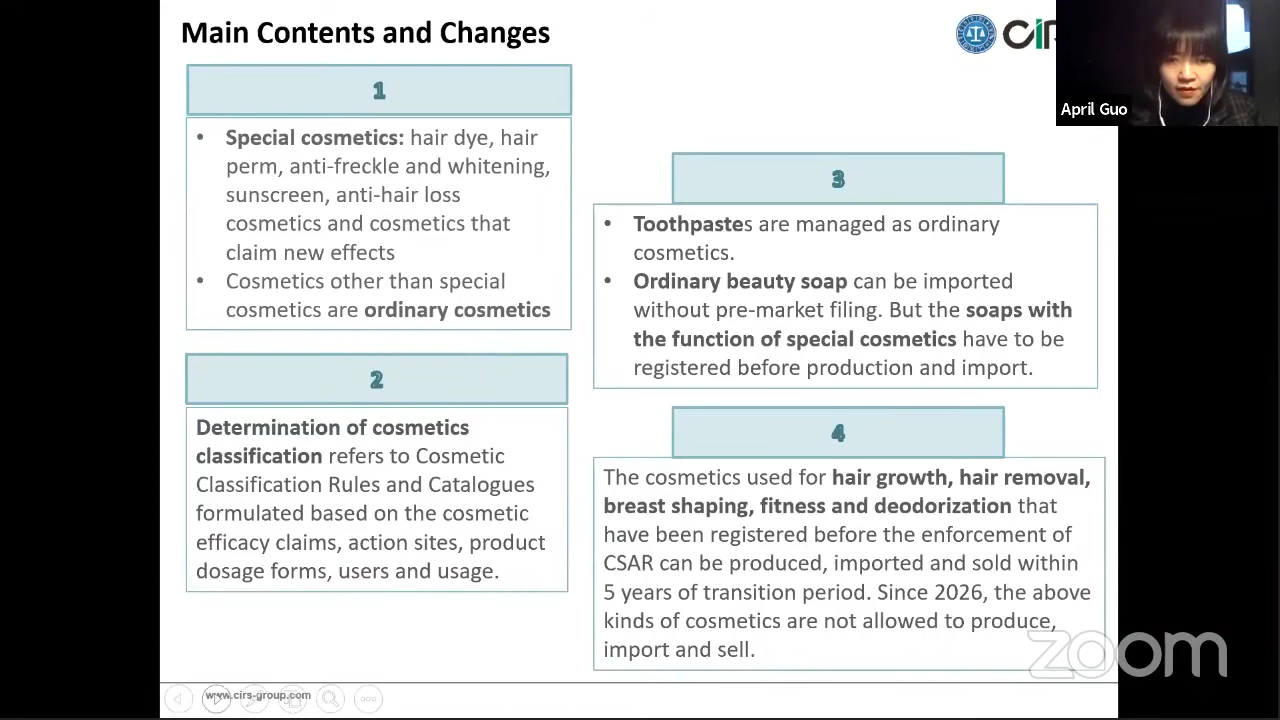 Main Contents and Changes
CIR
April Guo
1
• Special cosmetics: hair dye, hair
perm, anti-freckle and whitening,
sunscreen, anti-hair loss
cosmetics and cosmetics that
claim new effects
• Cosmetics other than special
cosmetics are ordinary cosmetics
2
Determination of cosmetics
classification refers to Cosmetic
Classification Rules and Catalogues
formulated based on the cosmetic
efficacy claims, action sites, product
dosage forms, users and usage.
3
• Toothpastes are managed as ordinary
cosmetics.
• Ordinary beauty soap can be imported
without pre-market filing. But the soaps with
the function of special cosmetics have to be
registered before production and import.
4
The cosmetics used for hair growth, hair removal,
breast shaping, fitness and deodorization that
have been registered before the enforcement of
CSAR can be produced, imported and sold within
5 years of transition period. Since 2026, the above
kinds of cosmetics are not allowed to produce,
import and sell.
zoom
www.cirs-group.com